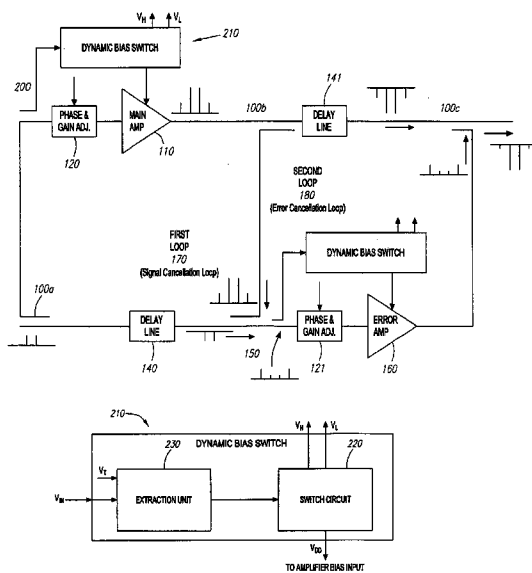 VH VL
DYNAMIC BIAS SWITCH
210
200
PHASE & GAIN ADJ.
120
MAIN AMP
110
100b
DELAY LINE
141
100c
SECOND LOOP
180
(Error Cancellation Loop)
FIRST LOOP
170
(Signal Cancellation Loop)
DYNAMIC BIAS SWITCH
100a
DELAY LINE
140
150
PHASE & GAIN ADJ.
121
ERROR AMP
160
210
DYNAMIC BIAS SWITCH
VH VL
230
220
VT
VIN
EXTRACTION UNIT
SWITCH CIRCUIT
VDD
TO AMPLIFIER BIAS INPUT